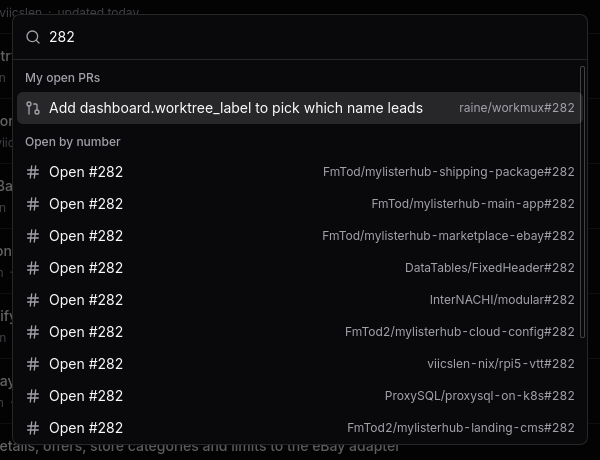 viicslen · updated today
282
My open PRs
Add dashboard.worktree_label to pick which name leads raine/workmux#282
Open by number
Open #282 FmTod/mylisterhub-shipping-package#282
Open #282 FmTod/mylisterhub-main-app#282
Open #282 FmTod/mylisterhub-marketplace-ebay#282
Open #282 DataTables/FixedHeader#282
Open #282 InterNACHI/modular#282
Open #282 FmTod2/mylisterhub-cloud-config#282
Open #282 viicslen-nix/rpi5-vtt#282
Open #282 ProxySQL/proxysql-on-k8s#282
Open #282 FmTod2/mylisterhub-landing-cms#282
etails, offers, store categories and limits to the eBay adapter